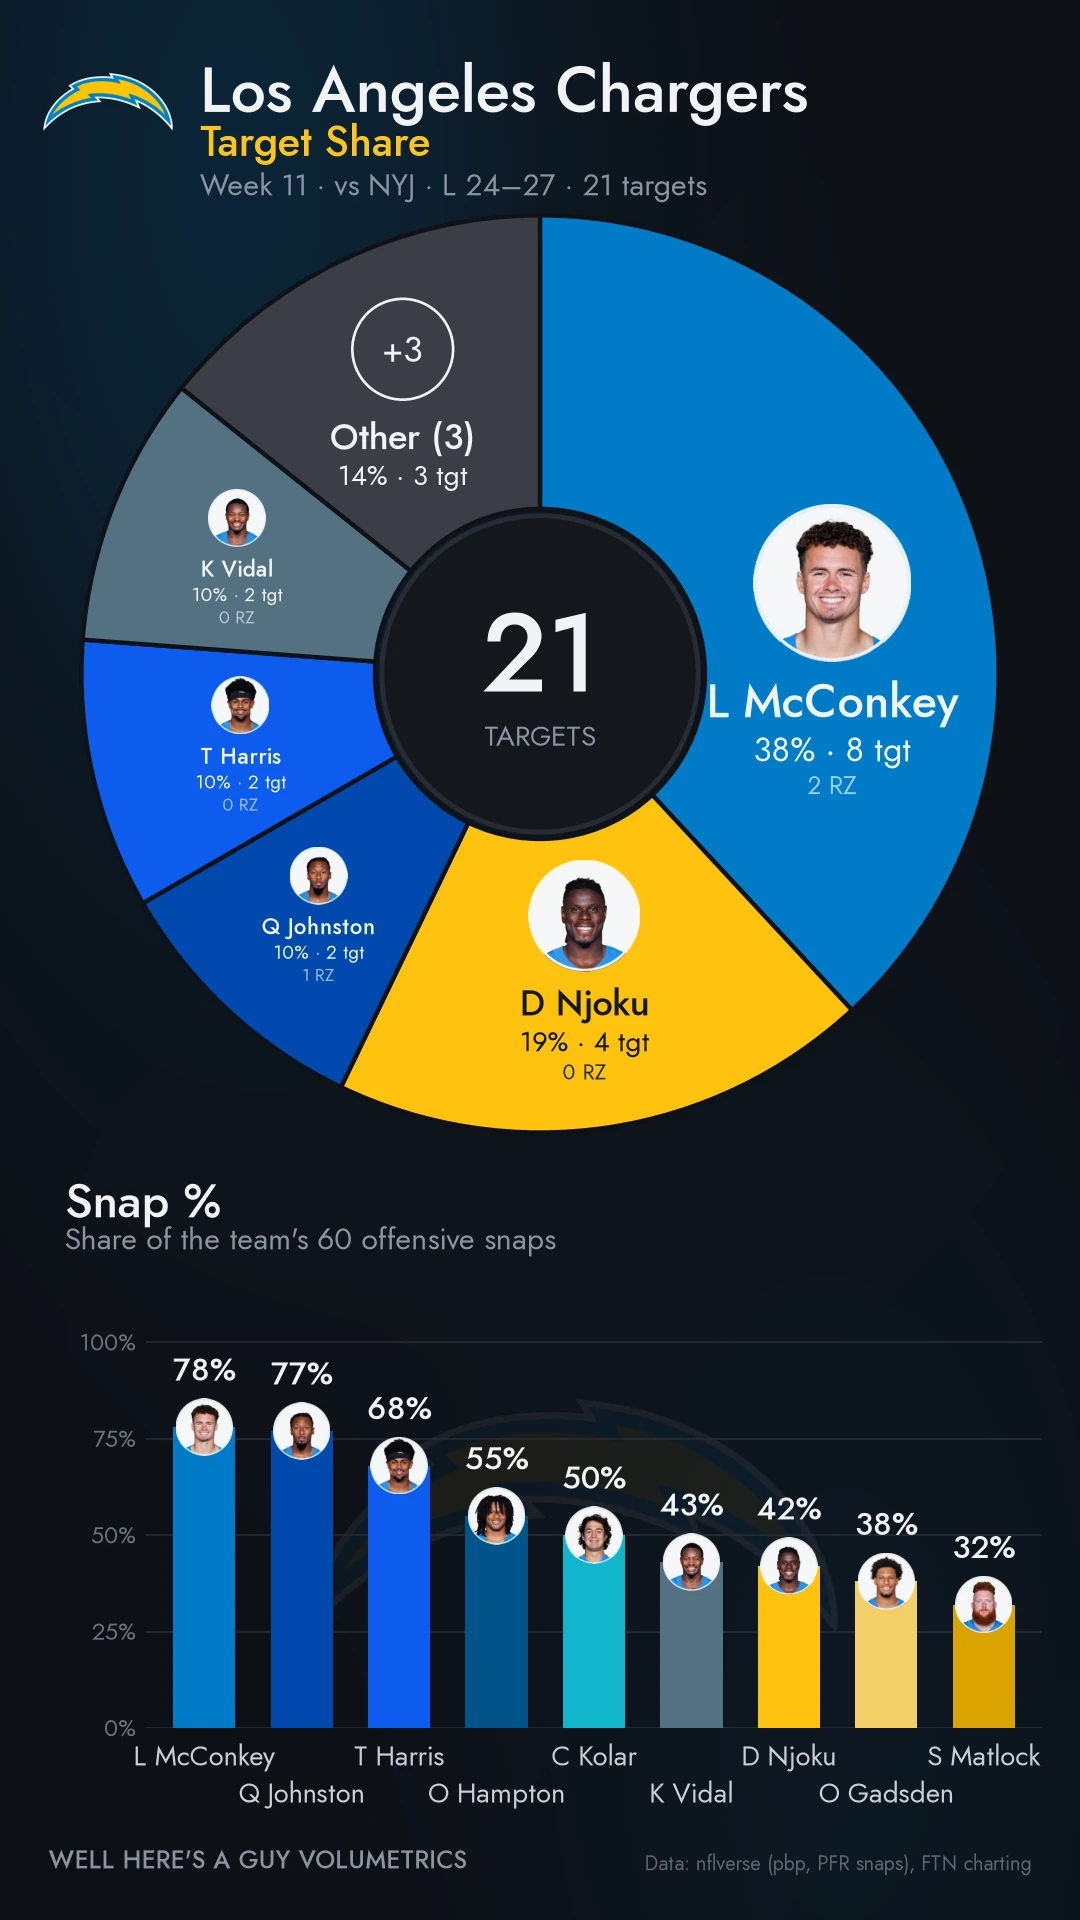 Los Angeles Chargers
Target Share
Week 11 · vs NYJ · L 24–27 · 21 targets
+3
Other (3)
14% · 3 tgt
K Vidal
10% · 2 tgt
0 RZ
T Harris
10% · 2 tgt
0 RZ
Q Johnston
10% · 2 tgt
1 RZ
D Njoku
19% · 4 tgt
0 RZ
L McConkey
38% · 8 tgt
2 RZ
21
TARGETS
Snap %
Share of the team's 60 offensive snaps
100%
75%
50%
25%
0%
78%
77%
68%
55%
50%
43%
42%
38%
32%
L McConkey
Q Johnston
T Harris
O Hampton
C Kolar
K Vidal
D Njoku
O Gadsden
S Matlock
WELL HERE'S A GUY VOLUMETRICS
Data: nflverse (pbp, PFR snaps), FTN charting